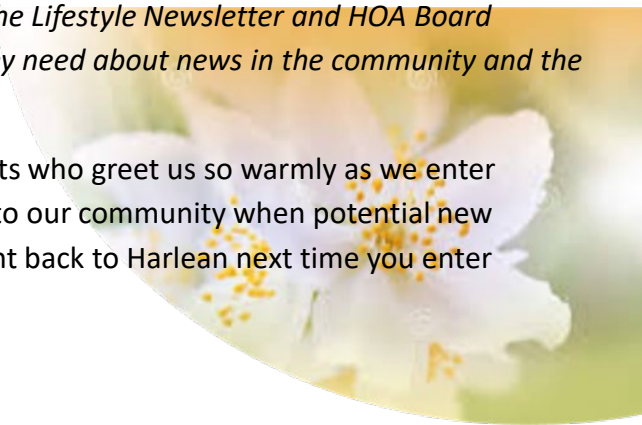 he Lifestyle Newsletter and HOA Board
y need about news in the community and the
ts who greet us so warmly as we enter
to our community when potential new
nt back to Harlean next time you enter